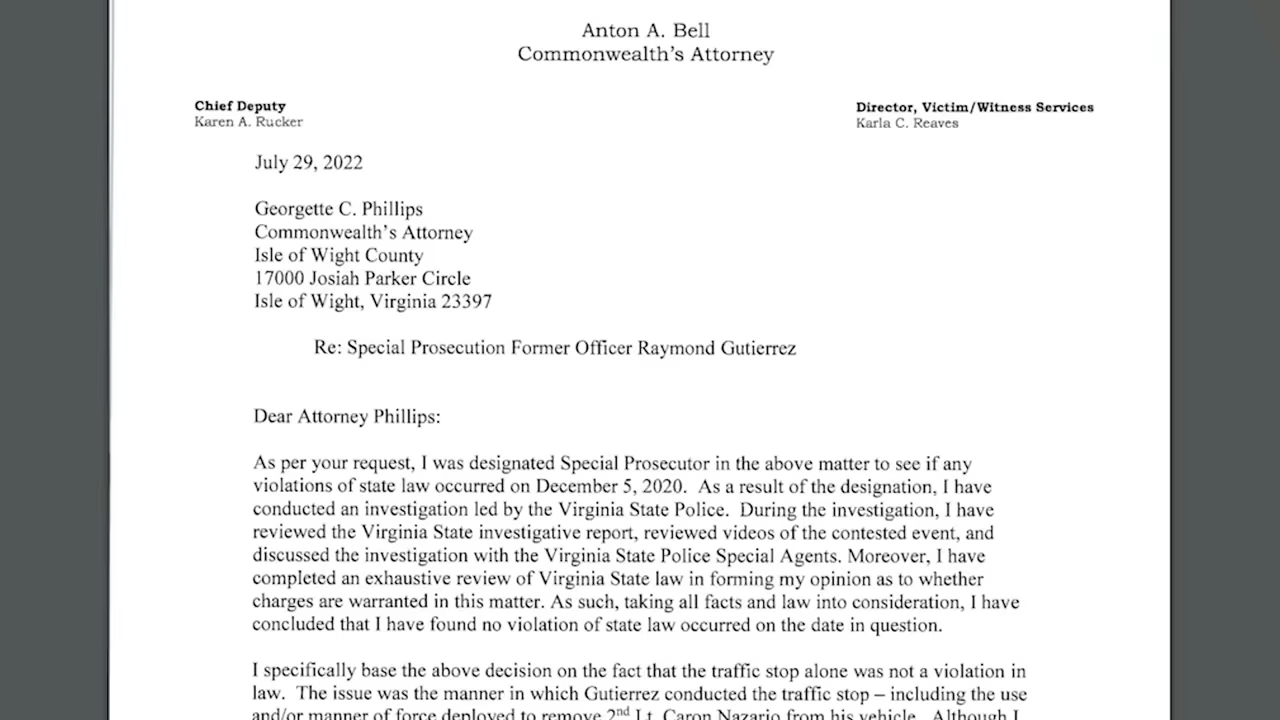 Anton A. Bell
Commonwealth's Attorney
Chief Deputy
Karen A. Rucker
Director, Victim/Witness Services
Karla C. Reaves
July 29, 2022
Georgette C. Phillips
Commonwealth's Attorney
Isle of Wight County
17000 Josiah Parker Circle
Isle of Wight, Virginia 23397
Re: Special Prosecution Former Officer Raymond Gutierrez
Dear Attorney Phillips:
As per your request, I was designated Special Prosecutor in the above matter to see if any
violations of state law occurred on December 5, 2020.  As a result of the designation, I have
conducted an investigation led by the Virginia State Police.  During the investigation, I have
reviewed the Virginia State investigative report, reviewed videos of the contested event, and
discussed the investigation with the Virginia State Police Special Agents. Moreover, I have
completed an exhaustive review of Virginia State law in forming my opinion as to whether
charges are warranted in this matter. As such, taking all facts and law into consideration, I have
concluded that I have found no violation of state law occurred on the date in question.
I specifically base the above decision on the fact that the traffic stop alone was not a violation in
law.  The issue was the manner in which Gutierrez conducted the traffic stop – including the use
and/or manner of force deployed to remove 2nd Lt. Caron Nazario from his vehicle.  Although I